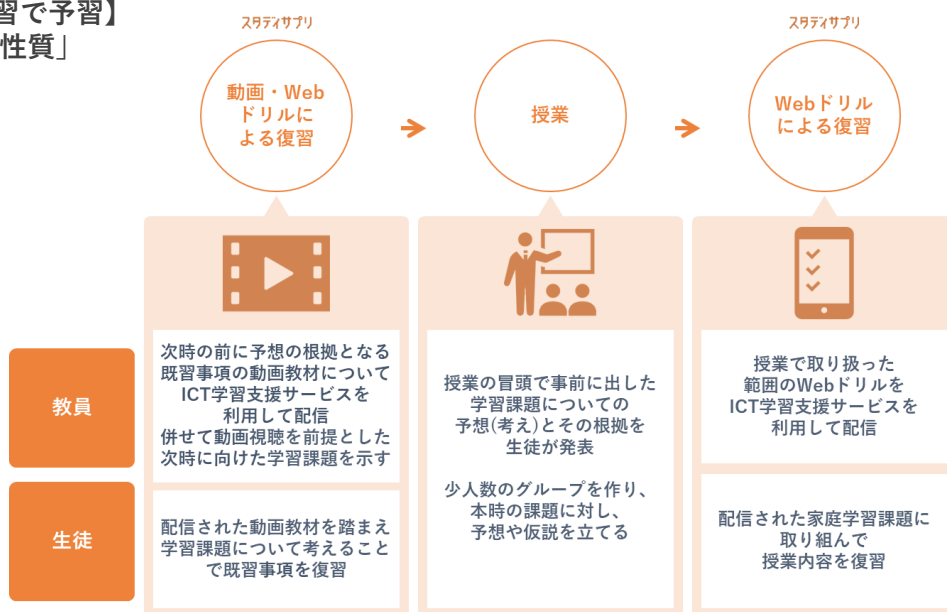 習で予習】
性質」
スタディサプリ
動画・Web
ドリルに
よる復習
授業
スタディサプリ
Webドリル
による復習
教員
次時の前に予想の根拠となる
既習事項の動画教材について
ICT学習支援サービスを
利用して配信
併せて動画視聴を前提とした
次時に向けた学習課題を示す
授業の冒頭で事前に出した
学習課題についての
予想(考え)とその根拠を
生徒が発表
少人数のグループを作り、
本時の課題に対し、
予想や仮説を立てる
授業で取り扱った
範囲のWebドリルを
ICT学習支援サービスを
利用して配信
生徒
配信された動画教材を踏まえ
学習課題について考えること
で既習事項を復習
配信された家庭学習課題に
取り組んで
授業内容を復習